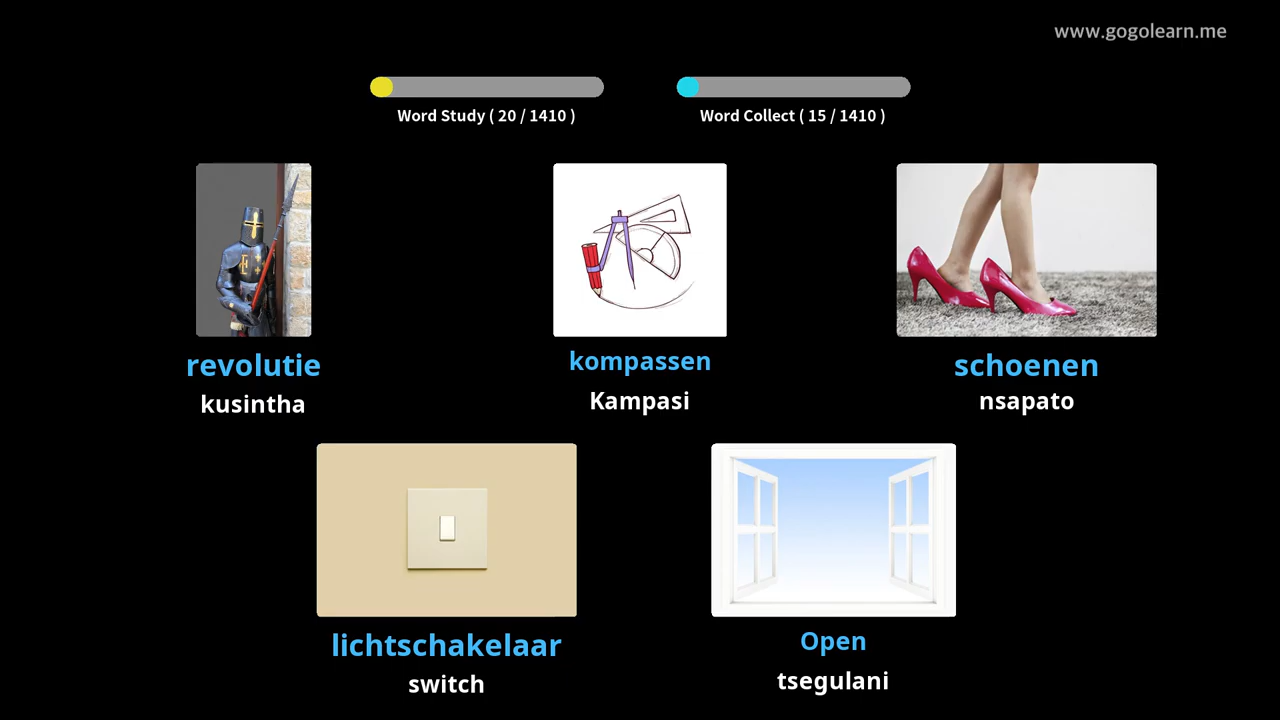 www.gogolearn.me
Word Study ( 20 / 1410 )
Word Collect ( 15 / 1410 )
revolutie
kusintha
kompassen
Kampasi
schoenen
nsapato
lichtschakelaar
switch
Open
tsegulani